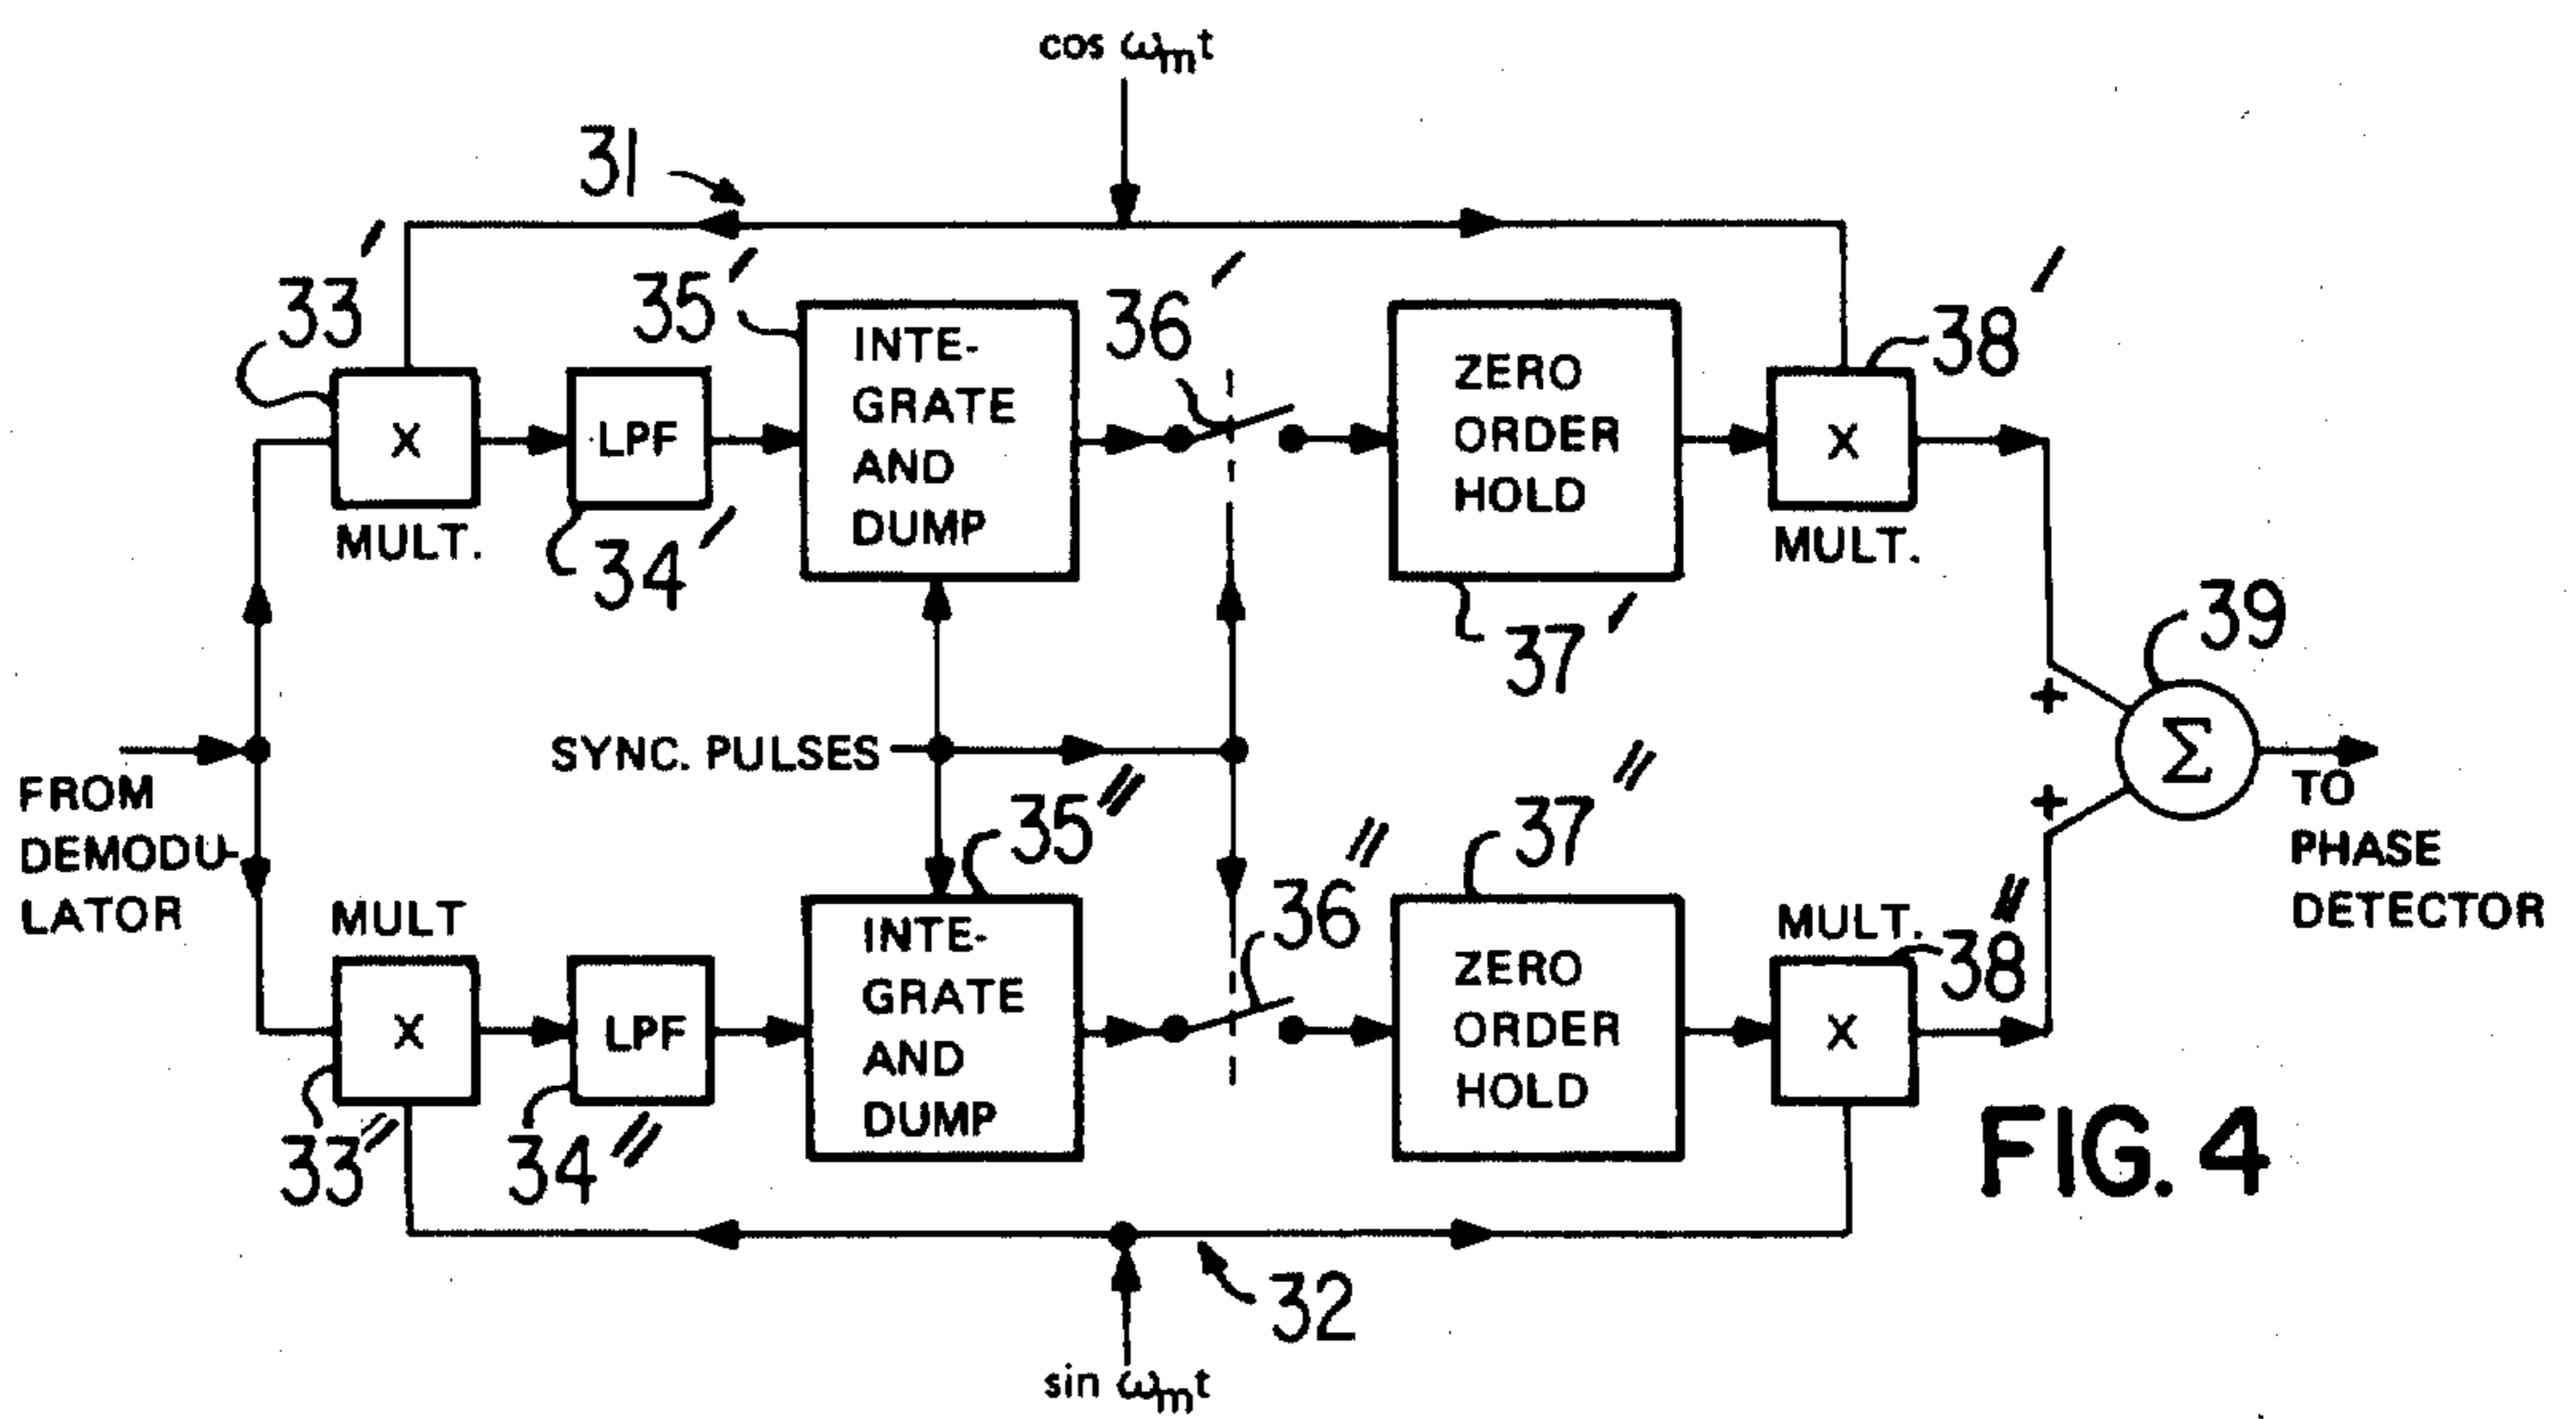 cos ωmt
31
33'
35'
36'
38'
X
MULT.
LPF
34'
INTE-
GRATE
AND
DUMP
ZERO
ORDER
HOLD
37'
X
MULT.
39
+
Σ
+
TO
PHASE
DETECTOR
SYNC. PULSES
FROM
DEMODU-
LATOR
35"
36"
37"
MULT
X
33"
LPF
34"
INTE-
GRATE
AND
DUMP
ZERO
ORDER
HOLD
MULT.
38"
X
FIG. 4
32
sin ωmt